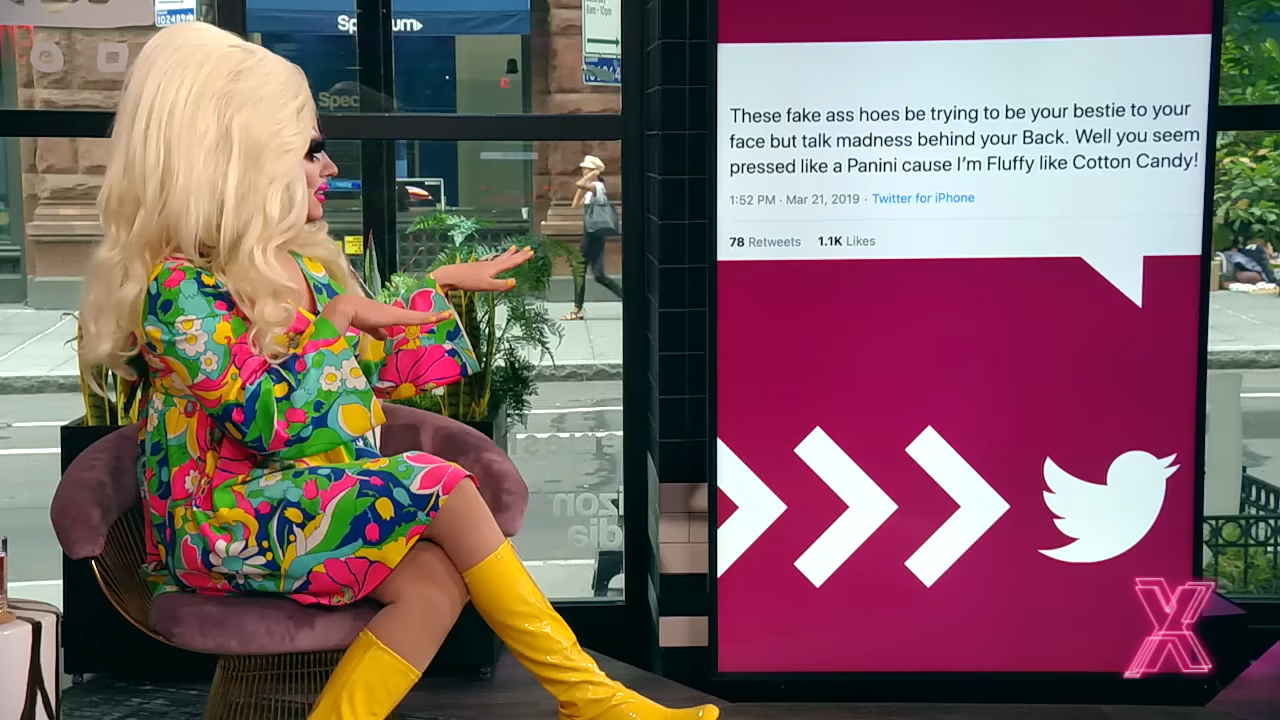 Spectrum
Spec
102489
These fake ass hoes be trying to be your bestie to your
face but talk madness behind your Back. Well you seem
pressed like a Panini cause I'm Fluffy like Cotton Candy!
1:52 PM · Mar 21, 2019 · Twitter for iPhone
78 Retweets 1.1K Likes
X